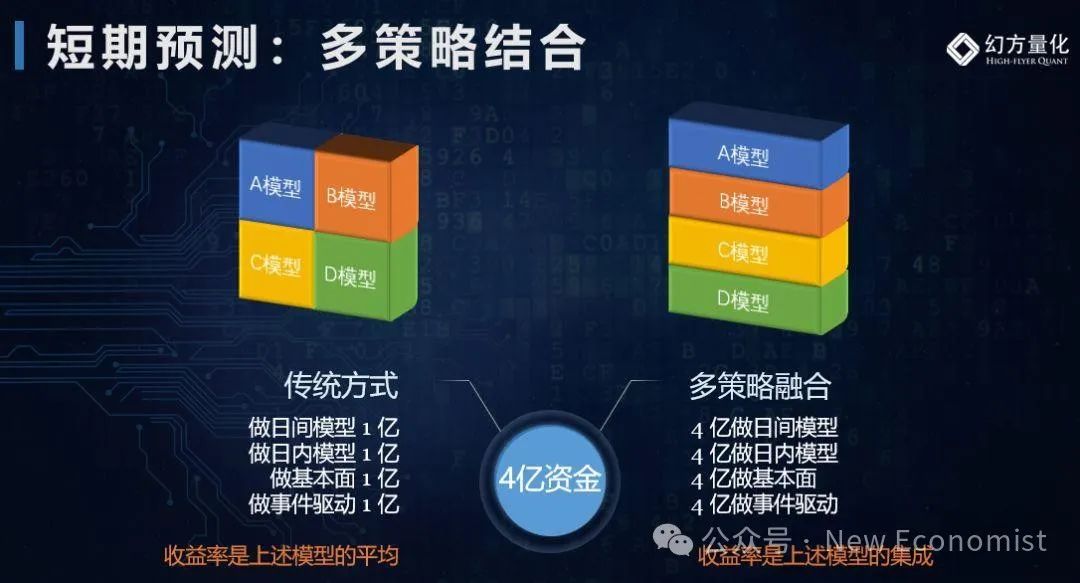 短期预测：多策略结合
幻方量化
HIGH-FLYER QUANT
A模型
B模型
C模型
D模型
A模型
B模型
C模型
D模型
传统方式
做日间模型 1 亿
做日内模型 1 亿
做基本面 1 亿
做事件驱动 1 亿
收益率是上述模型的平均
4亿资金
多策略融合
4 亿做日间模型
4 亿做日内模型
4 亿做基本面
4 亿做事件驱动
收益率是上述模型的集成
公众号 · New Economist